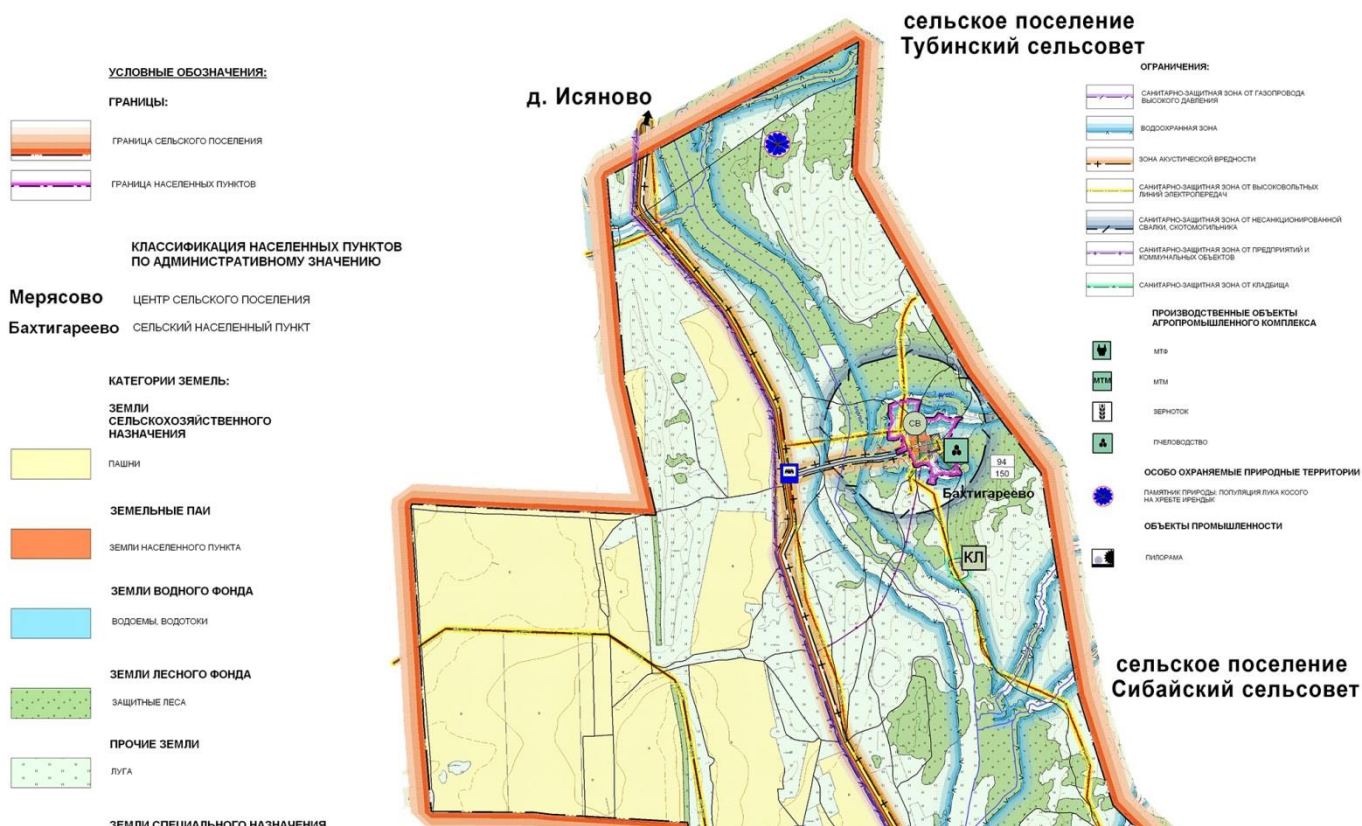 УСЛОВНЫЕ ОБОЗНАЧЕНИЯ:
ГРАНИЦЫ:
ГРАНИЦА СЕЛЬСКОГО ПОСЕЛЕНИЯ
ГРАНИЦА НАСЕЛЕННЫХ ПУНКТОВ
КЛАССИФИКАЦИЯ НАСЕЛЕННЫХ ПУНКТОВ
ПО АДМИНИСТРАТИВНОМУ ЗНАЧЕНИЮ
Мерясово ЦЕНТР СЕЛЬСКОГО ПОСЕЛЕНИЯ
Бахтигареево СЕЛЬСКИЙ НАСЕЛЕННЫЙ ПУНКТ
КАТЕГОРИИ ЗЕМЕЛЬ:
ЗЕМЛИ
СЕЛЬСКОХОЗЯЙСТВЕННОГО
НАЗНАЧЕНИЯ
ПАШНИ
ЗЕМЕЛЬНЫЕ ПАИ
ЗЕМЛИ НАСЕЛЕННОГО ПУНКТА
ЗЕМЛИ ВОДНОГО ФОНДА
ВОДОЕМЫ, ВОДОТОКИ
ЗЕМЛИ ЛЕСНОГО ФОНДА
ЗАЩИТНЫЕ ЛЕСА
ПРОЧИЕ ЗЕМЛИ
ЛУГА
ЗЕМЛИ СПЕЦИАЛЬНОГО НАЗНАЧЕНИЯ
сельское поселение
Тубинский сельсовет
д. Исяново
СВ
94
150
Бахтигареево
КЛ
сельское поселение
Сибайский сельсовет
ОГРАНИЧЕНИЯ:
САНИТАРНО-ЗАЩИТНАЯ ЗОНА ОТ ГАЗОПРОВОДА
ВЫСОКОГО ДАВЛЕНИЯ
ВОДООХРАННАЯ ЗОНА
ЗОНА АКУСТИЧЕСКОЙ ВРЕДНОСТИ
САНИТАРНО-ЗАЩИТНАЯ ЗОНА ОТ ВЫСОКОВОЛЬТНЫХ
ЛИНИЙ ЭЛЕКТРОПЕРЕДАЧ
САНИТАРНО-ЗАЩИТНАЯ ЗОНА ОТ НЕСАНКЦИОНИРОВАННОЙ
СВАЛКИ, СКОТОМОГИЛЬНИКА
САНИТАРНО-ЗАЩИТНАЯ ЗОНА ОТ ПРЕДПРИЯТИЙ И
КОММУНАЛЬНЫХ ОБЪЕКТОВ
САНИТАРНО-ЗАЩИТНАЯ ЗОНА ОТ КЛАДБИЩА
ПРОИЗВОДСТВЕННЫЕ ОБЪЕКТЫ
АГРОПРОМЫШЛЕННОГО КОМПЛЕКСА
МТФ
МТМ МТМ
ЗЕРНОТОК
ПЧЕЛОВОДСТВО
ОСОБО ОХРАНЯЕМЫЕ ПРИРОДНЫЕ ТЕРРИТОРИИ
ПАМЯТНИК ПРИРОДЫ: ПОПУЛЯЦИЯ ЛУКА КОСОГО
НА ХРЕБТЕ ИРЕНДЫК
ОБЪЕКТЫ ПРОМЫШЛЕННОСТИ
ПИЛОРАМА